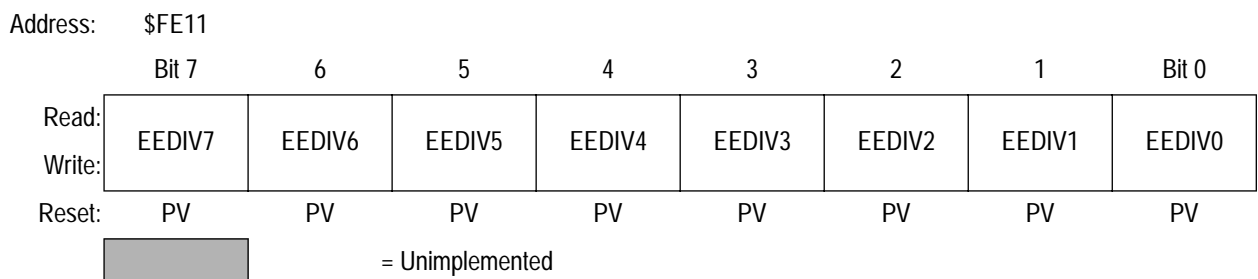 Address: $FE11
Bit 7 6 5 4 3 2 1 Bit 0
Read:
EEDIV7 EEDIV6 EEDIV5 EEDIV4 EEDIV3 EEDIV2 EEDIV1 EEDIV0
Write:
Reset: PV PV PV PV PV PV PV PV
= Unimplemented